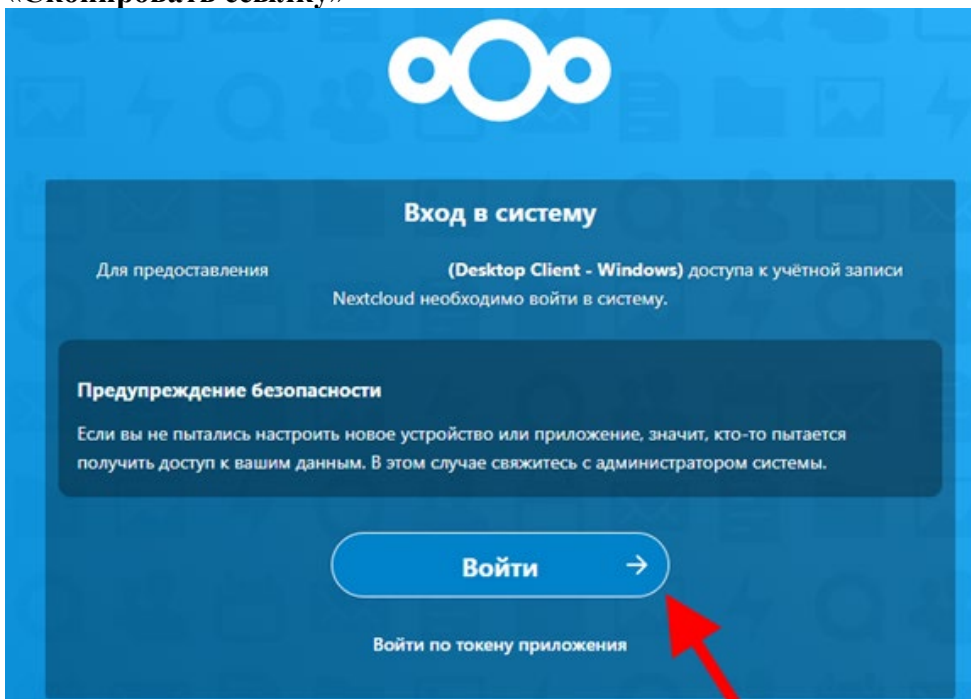 «Скопировать ссылку»
Вход в систему
Для предоставления (Desktop Client - Windows) доступа к учётной записи
Nextcloud необходимо войти в систему.
Предупреждение безопасности
Если вы не пытались настроить новое устройство или приложение, значит, кто-то пытается
получить доступ к вашим данным. В этом случае свяжитесь с администратором системы.
Войти →
Войти по токену приложения